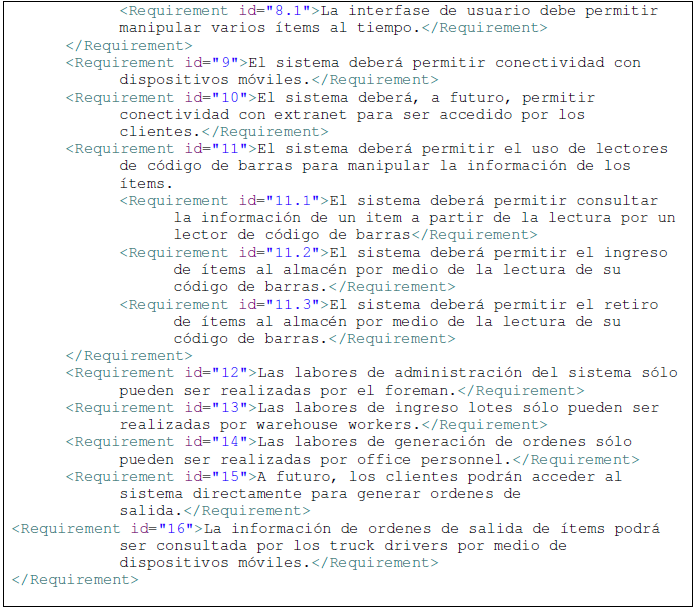 <Requirement id="8.1">La interfase de usuario debe permitir
manipular varios ítems al tiempo.</Requirement>
</Requirement>
<Requirement id="9">El sistema deberá permitir conectividad con
dispositivos móviles.</Requirement>
<Requirement id="10">El sistema deberá, a futuro, permitir
conectividad con extranet para ser accedido por los
clientes.</Requirement>
<Requirement id="11">El sistema deberá permitir el uso de lectores
de código de barras para manipular la información de los
ítems.
<Requirement id="11.1">El sistema deberá permitir consultar
la información de un item a partir de la lectura por un
lector de código de barras</Requirement>
<Requirement id="11.2">El sistema deberá permitir el ingreso
de ítems al almacén por medio de la lectura de su
código de barras.</Requirement>
<Requirement id="11.3">El sistema deberá permitir el retiro
de ítems al almacén por medio de la lectura de su
código de barras.</Requirement>
</Requirement>
<Requirement id="12">Las labores de administración del sistema sólo
pueden ser realizadas por el foreman.</Requirement>
<Requirement id="13">Las labores de ingreso lotes sólo pueden ser
realizadas por warehouse workers.</Requirement>
<Requirement id="14">Las labores de generación de ordenes sólo
pueden ser realizadas por office personnel.</Requirement>
<Requirement id="15">A futuro, los clientes podrán acceder al
sistema directamente para generar ordenes de
salida.</Requirement>
<Requirement id="16">La información de ordenes de salida de ítems podrá
ser consultada por los truck drivers por medio de
dispositivos móviles.</Requirement>
</Requirement>